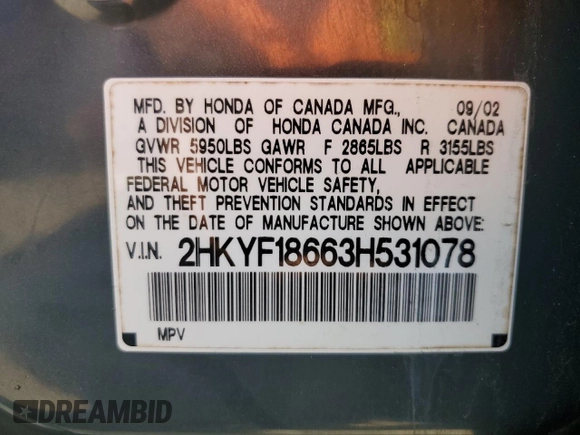 MFD. BY HONDA OF CANADA MFG., 09/02
A DIVISION OF HONDA CANADA INC. CANADA
GVWR 5950LBS GAWR F 2865LBS R 3155LBS
THIS VEHICLE CONFORMS TO ALL APPLICABLE
FEDERAL MOTOR VEHICLE SAFETY,
AND THEFT PREVENTION STANDARDS IN EFFECT
ON THE DATE OF MANUFACTURE SHOWN ABOVE.
V.I.N. 2HKYF18663H531078
MPV
DREAMBID